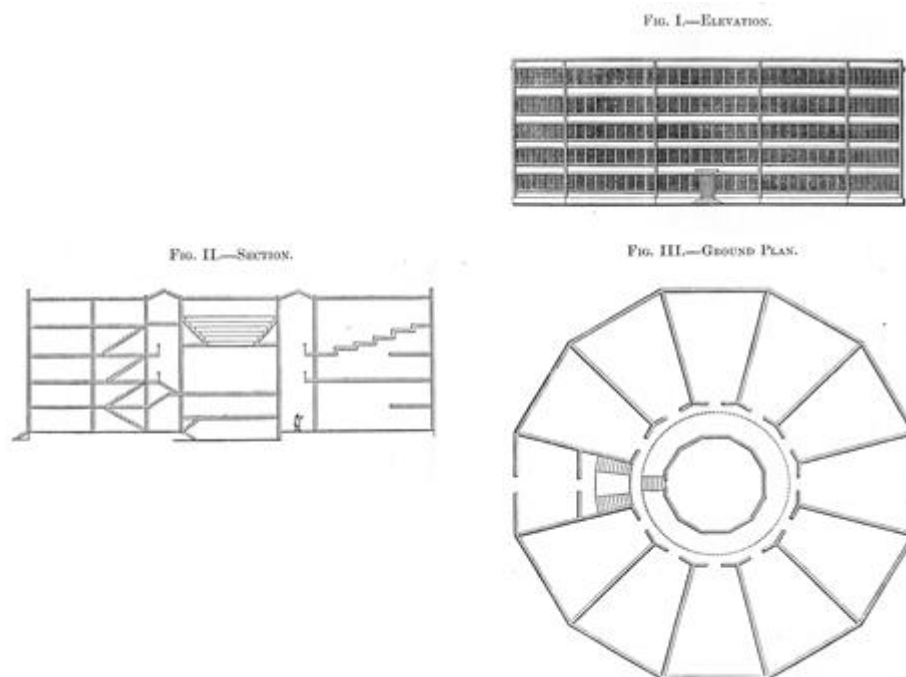 Fig. I.—Elevation.
Fig. II.—Section.
Fig. III.—Ground Plan.